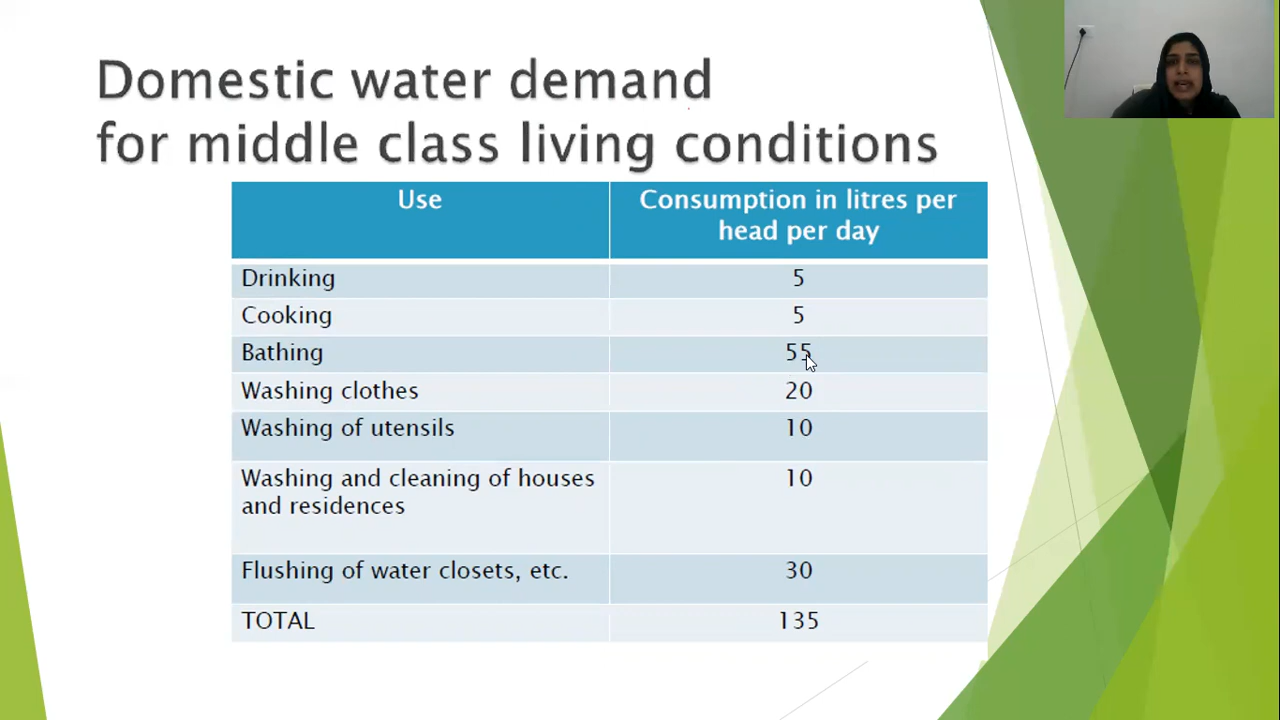 Domestic water demand
for middle class living conditions
Use
Consumption in litres per
head per day
Drinking
5
Cooking
5
Bathing
55
Washing clothes
20
Washing of utensils
10
Washing and cleaning of houses
and residences
10
Flushing of water closets, etc.
30
TOTAL
135